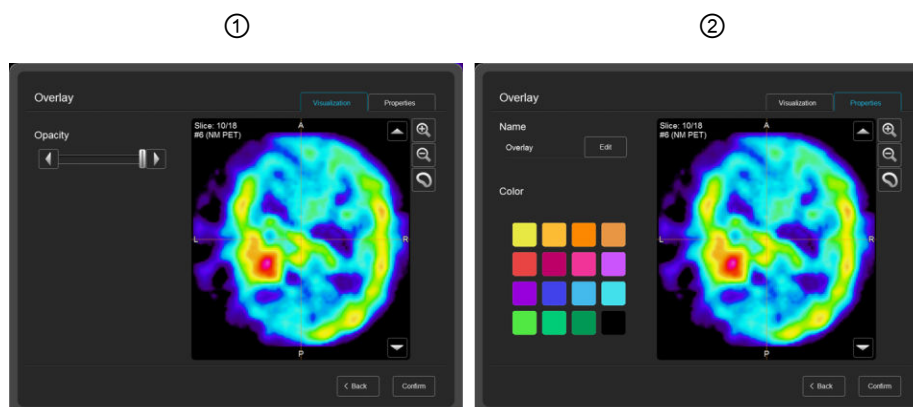 ①
②
Overlay
Visualization
Properties
Opacity
Slice: 10/18
#6 (NM PET)
A
L
R
P
< Back
Confirm
Overlay
Visualization
Properties
Name
Overlay
Edit
Color
Slice: 10/18
#6 (NM PET)
A
L
R
P
< Back
Confirm